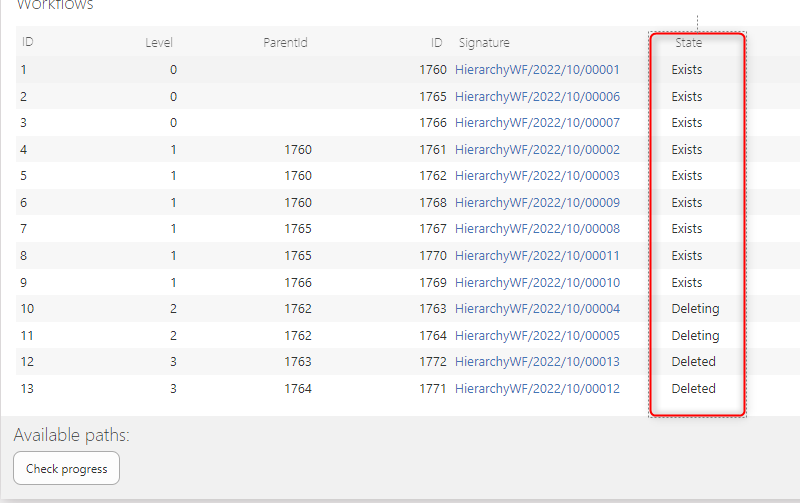 Workflows
ID Level ParentId ID Signature State
1 0 1760 HierarchyWF/2022/10/00001 Exists
2 0 1765 HierarchyWF/2022/10/00006 Exists
3 0 1766 HierarchyWF/2022/10/00007 Exists
4 1 1760 1761 HierarchyWF/2022/10/00002 Exists
5 1 1760 1762 HierarchyWF/2022/10/00003 Exists
6 1 1760 1768 HierarchyWF/2022/10/00009 Exists
7 1 1765 1767 HierarchyWF/2022/10/00008 Exists
8 1 1765 1770 HierarchyWF/2022/10/00011 Exists
9 1 1766 1769 HierarchyWF/2022/10/00010 Exists
10 2 1762 1763 HierarchyWF/2022/10/00004 Deleting
11 2 1762 1764 HierarchyWF/2022/10/00005 Deleting
12 3 1763 1772 HierarchyWF/2022/10/00013 Deleted
13 3 1764 1771 HierarchyWF/2022/10/00012 Deleted
Available paths:
Check progress